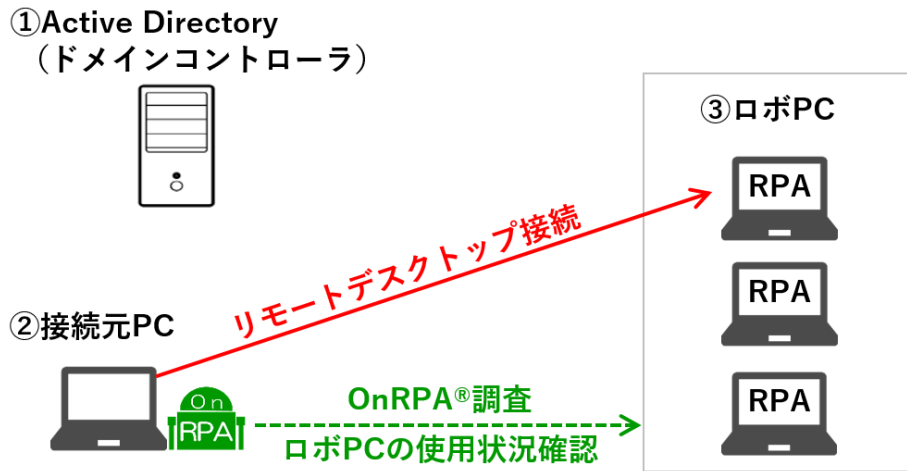 ①Active Directory
（ドメインコントローラ）
③ロボPC
RPA
リモートデスクトップ接続
RPA
②接続元PC
On
RPA
OnRPA®調査
ロボPCの使用状況確認
RPA